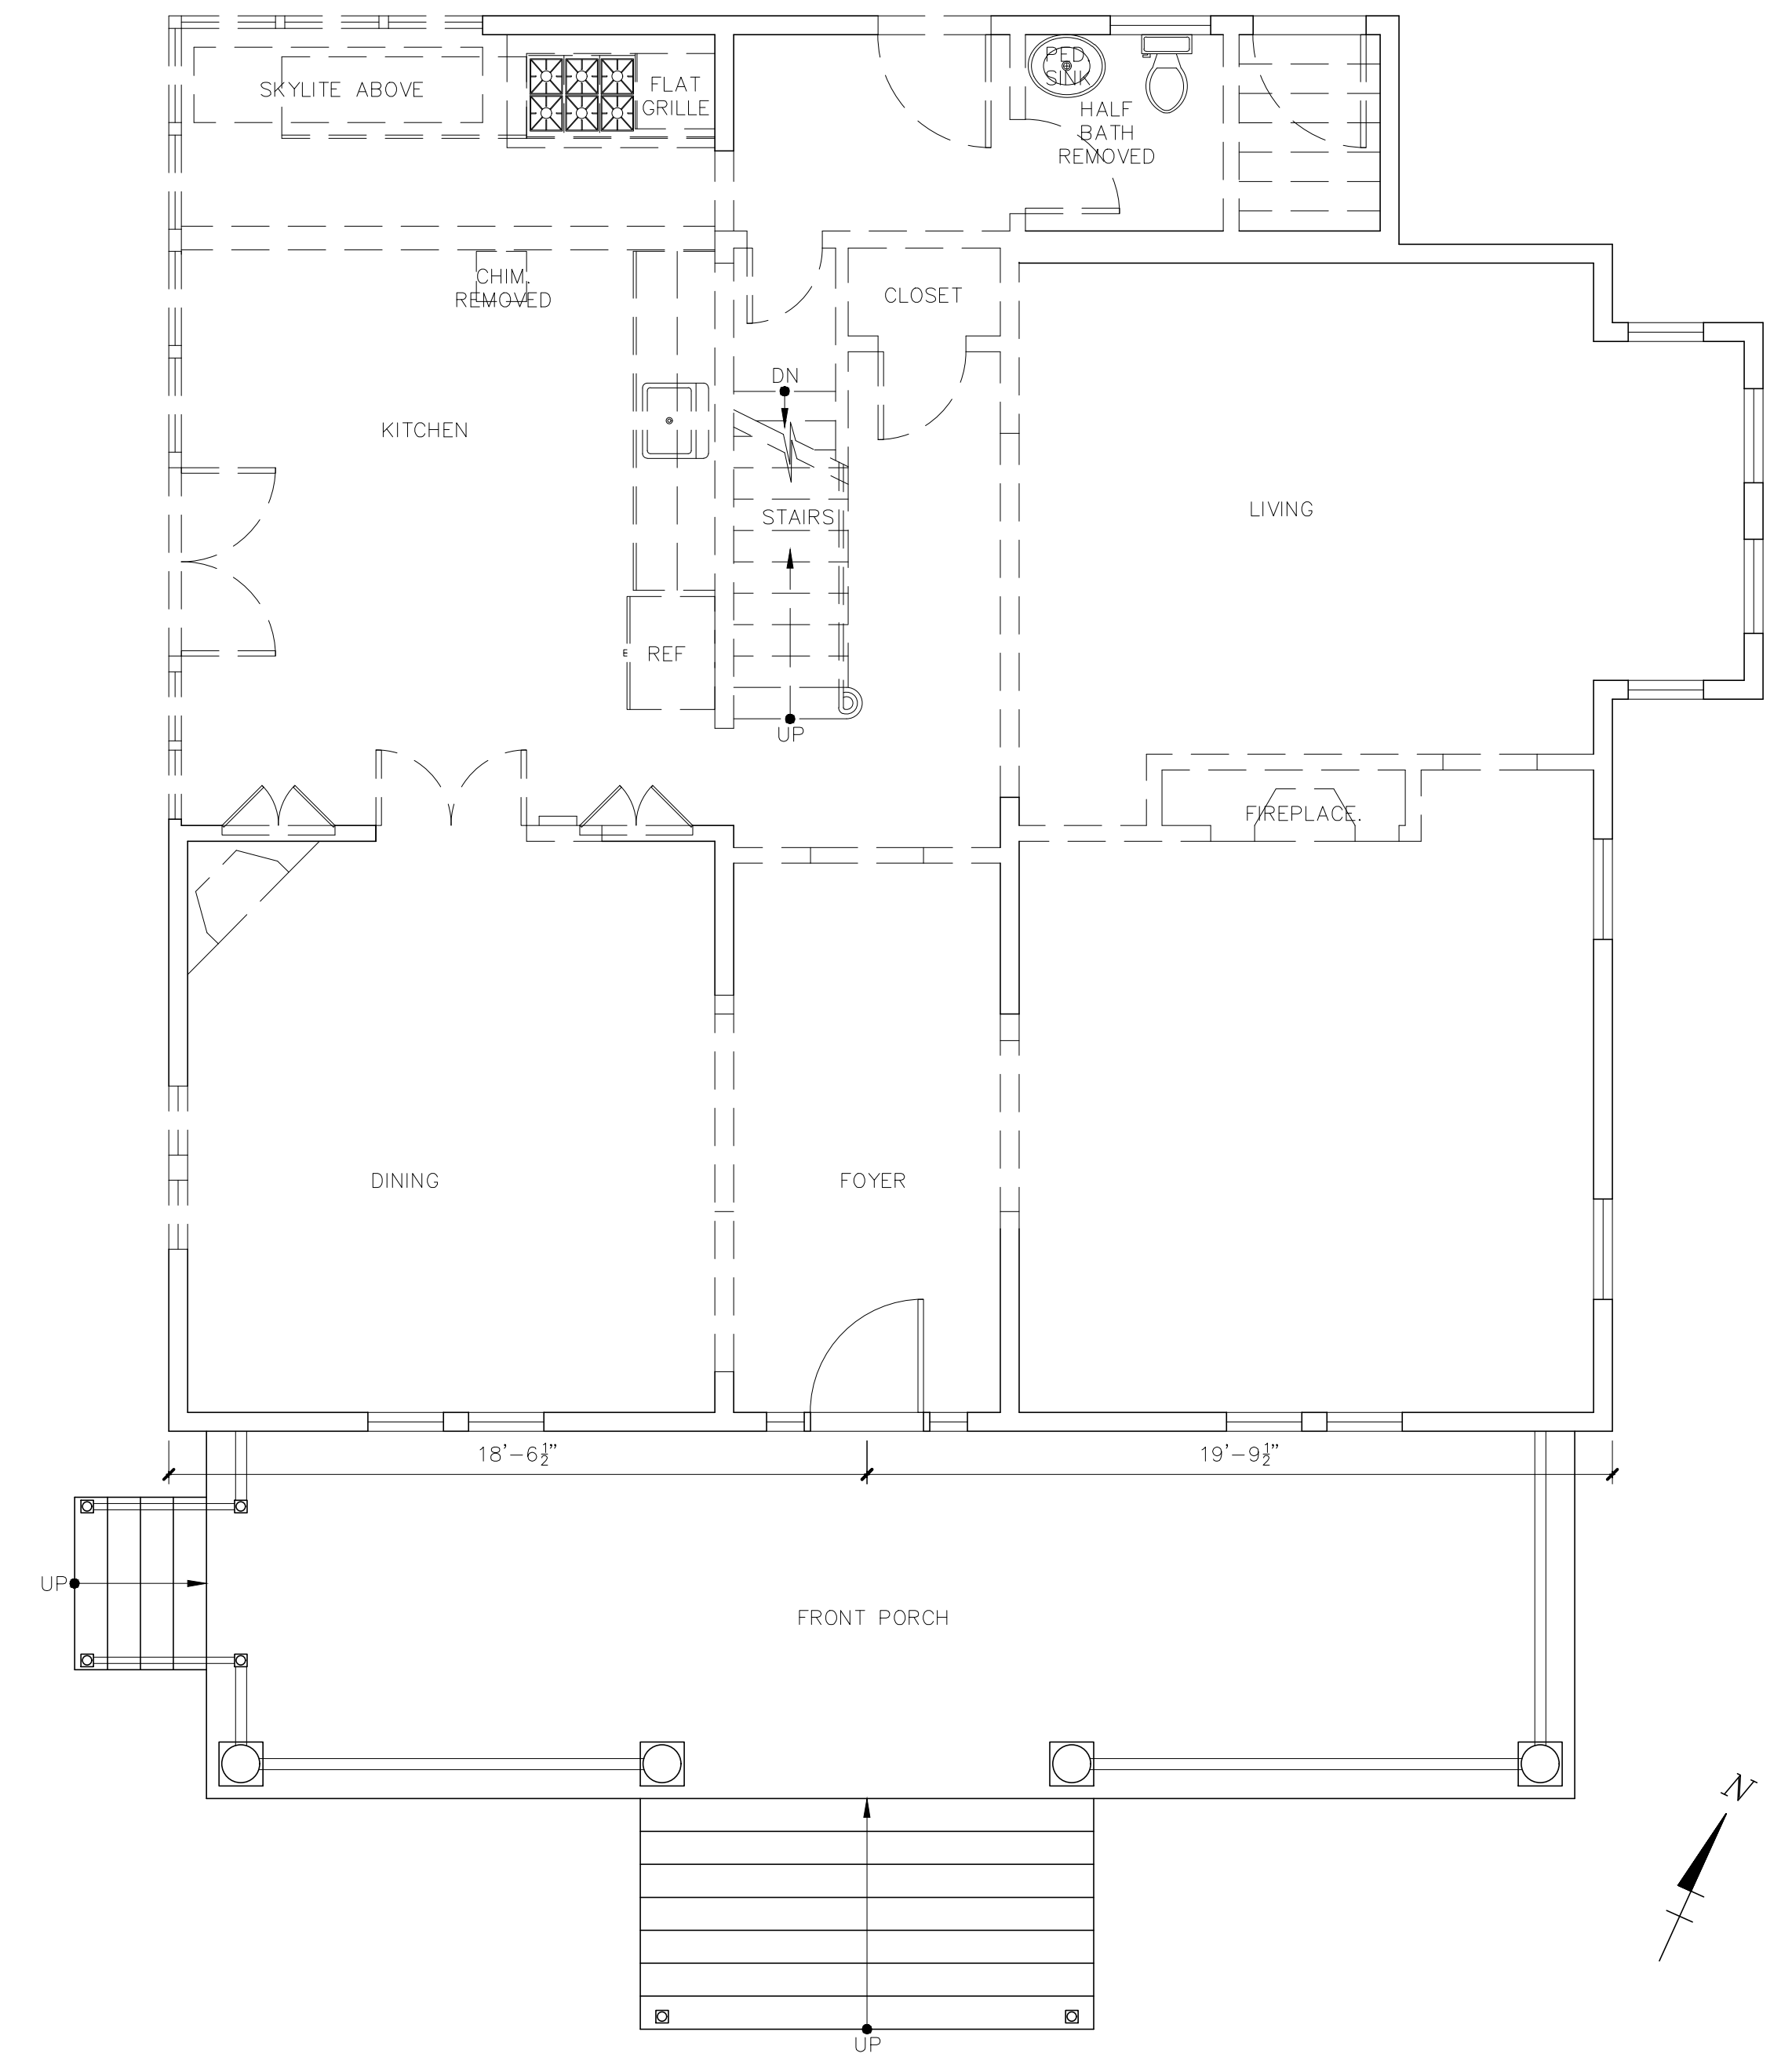 PED
SINK
SKYLITE ABOVE
FLAT
GRILLE
HALF
BATH
REMOVED
CHIM.
REMOVED
CLOSET
DN
KITCHEN
LIVING
STAIRS
REF
UP
FIREPLACE.
DINING
FOYER
18'-6½"
19'-9½"
UP
FRONT PORCH
N
UP